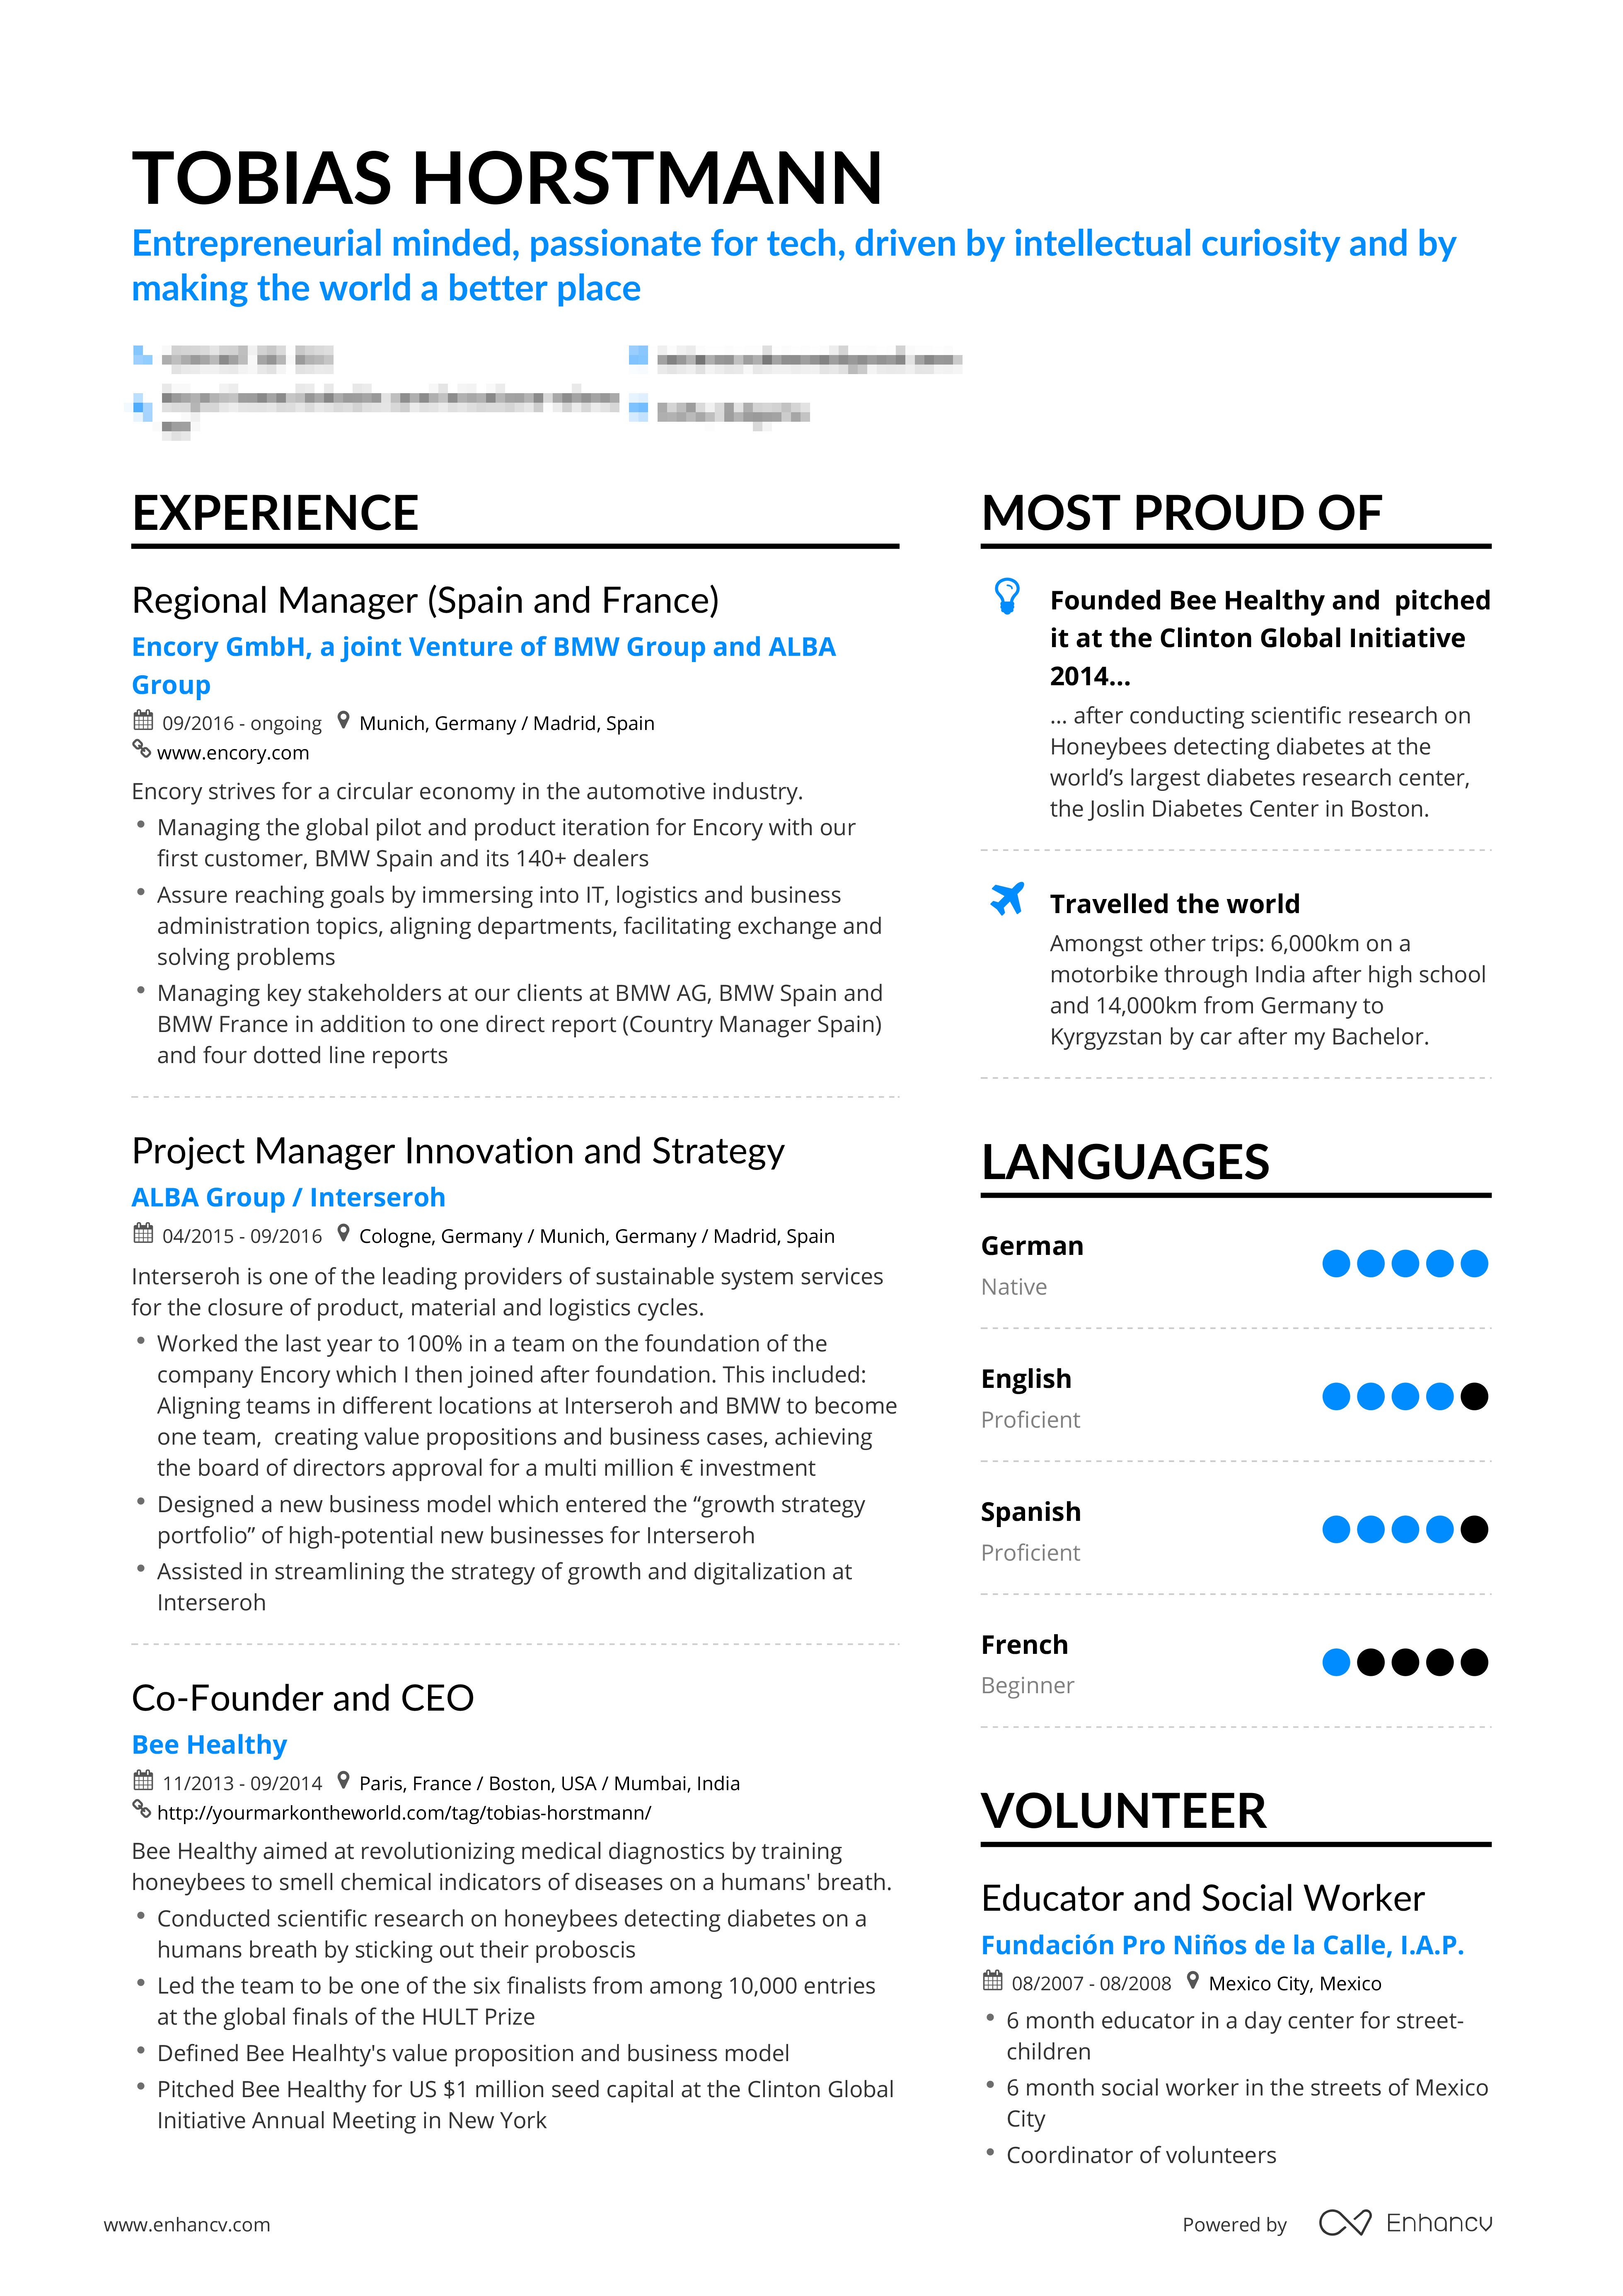 TOBIAS HORSTMANN
Entrepreneurial minded, passionate for tech, driven by intellectual curiosity and by
making the world a better place
EXPERIENCE
Regional Manager (Spain and France)
Encory GmbH, a joint Venture of BMW Group and ALBA
Group
09/2016 - ongoing Munich, Germany / Madrid, Spain
www.encory.com
Encory strives for a circular economy in the automotive industry.
• Managing the global pilot and product iteration for Encory with our
first customer, BMW Spain and its 140+ dealers
• Assure reaching goals by immersing into IT, logistics and business
administration topics, aligning departments, facilitating exchange and
solving problems
• Managing key stakeholders at our clients at BMW AG, BMW Spain and
BMW France in addition to one direct report (Country Manager Spain)
and four dotted line reports
Project Manager Innovation and Strategy
ALBA Group / Interseroh
04/2015 - 09/2016 Cologne, Germany / Munich, Germany / Madrid, Spain
Interseroh is one of the leading providers of sustainable system services
for the closure of product, material and logistics cycles.
• Worked the last year to 100% in a team on the foundation of the
company Encory which I then joined after foundation. This included:
Aligning teams in different locations at Interseroh and BMW to become
one team,  creating value propositions and business cases, achieving
the board of directors approval for a multi million € investment
• Designed a new business model which entered the “growth strategy
portfolio” of high-potential new businesses for Interseroh
• Assisted in streamlining the strategy of growth and digitalization at
Interseroh
Co-Founder and CEO
Bee Healthy
11/2013 - 09/2014 Paris, France / Boston, USA / Mumbai, India
http://yourmarkontheworld.com/tag/tobias-horstmann/
Bee Healthy aimed at revolutionizing medical diagnostics by training
honeybees to smell chemical indicators of diseases on a humans' breath.
• Conducted scientific research on honeybees detecting diabetes on a
humans breath by sticking out their proboscis
• Led the team to be one of the six finalists from among 10,000 entries
at the global finals of the HULT Prize
• Defined Bee Healhty's value proposition and business model
• Pitched Bee Healthy for US $1 million seed capital at the Clinton Global
Initiative Annual Meeting in New York
MOST PROUD OF
Founded Bee Healthy and  pitched
it at the Clinton Global Initiative
2014...
... after conducting scientific research on
Honeybees detecting diabetes at the
world’s largest diabetes research center,
the Joslin Diabetes Center in Boston.
Travelled the world
Amongst other trips: 6,000km on a
motorbike through India after high school
and 14,000km from Germany to
Kyrgyzstan by car after my Bachelor.
LANGUAGES
German
Native
English
Proficient
Spanish
Proficient
French
Beginner
VOLUNTEER
Educator and Social Worker
Fundación Pro Niños de la Calle, I.A.P.
08/2007 - 08/2008 Mexico City, Mexico
• 6 month educator in a day center for street-
children
• 6 month social worker in the streets of Mexico
City
• Coordinator of volunteers
www.enhancv.com
Powered by Enhancv